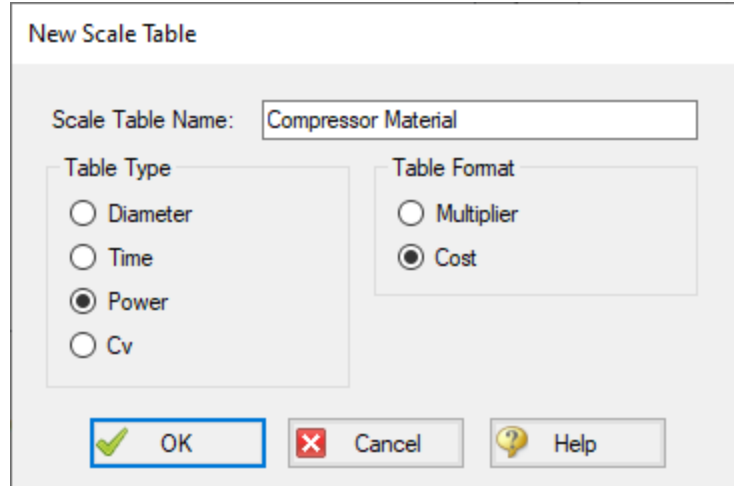 New Scale Table
Scale Table Name: Compressor Material
Table Type
Diameter
Time
Power
Cv
Table Format
Multiplier
Cost
OK Cancel Help